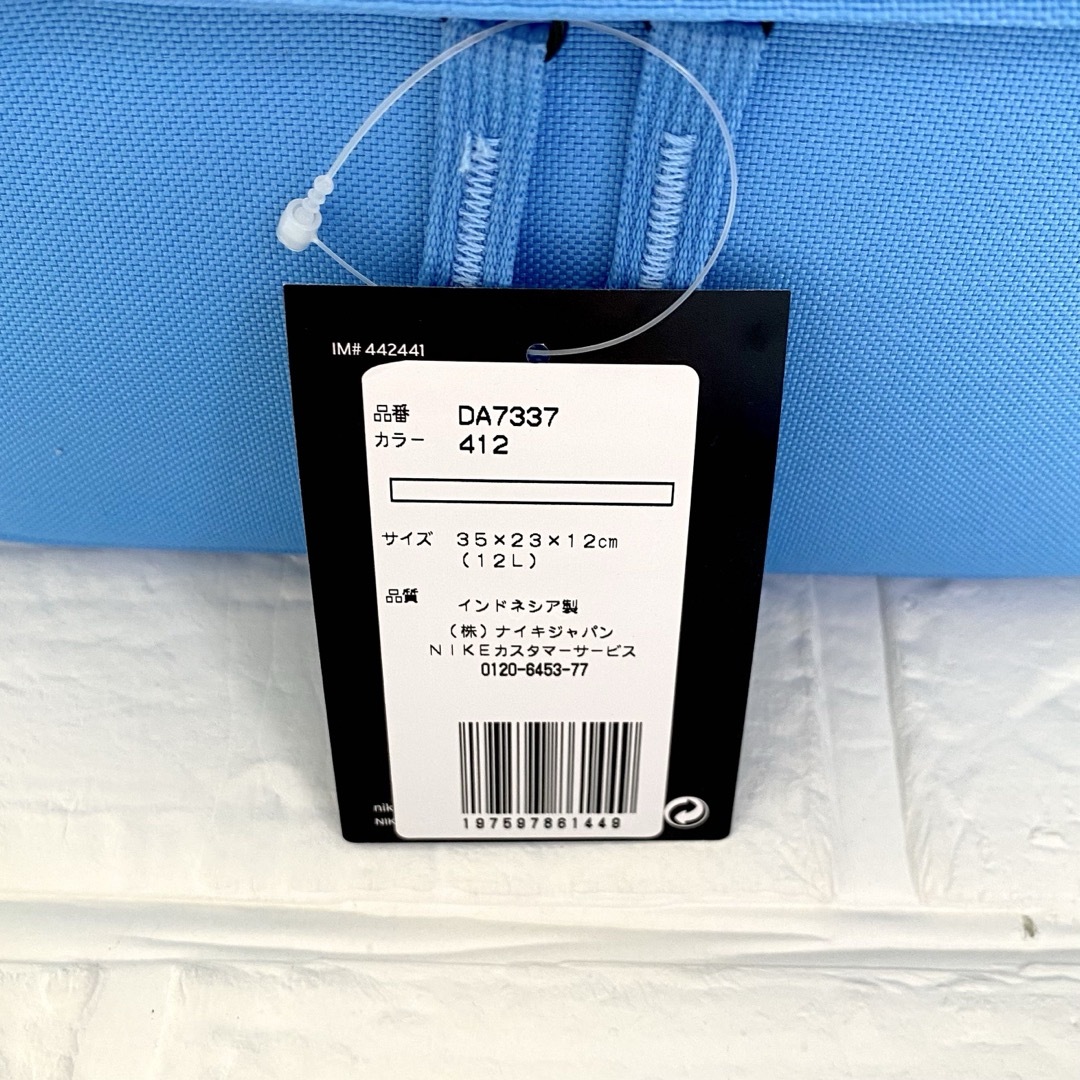 IM# 442441
品番 DA7337
カラー 412
サイズ 35×23×12cm
(12L)
品質 インドネシア製
(株)ナイキジャパン
NIKEカスタマーサービス
0120-6453-77
197597861449